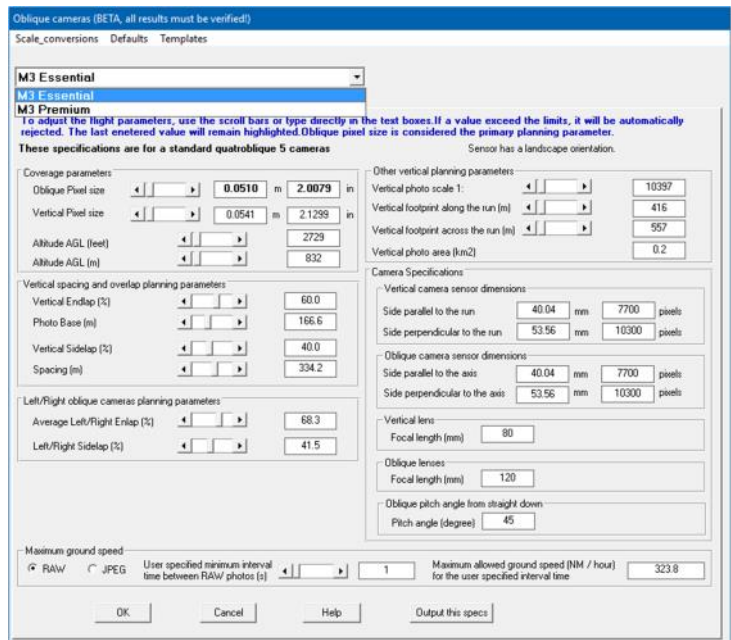 Oblique cameras (BETA, all results must be verified!)
Scale_conversions Defaults Templates
M3 Essential
M3 Essential
M3 Premium
To adjust the flight parameters, use the scroll bars or type directly in the text boxes.If a value exceed the limits, it will be automatically
rejected. The last enetered value will remain highlighted.Oblique pixel size is considered the primary planning parameter.
These specifications are for a standard quatroblique 5 cameras
Sensor has a landscape orientation.
Coverage parameters
Oblique Pixel size 0.0510 m 2.0079 in
Vertical Pixel size 0.0541 m 2.1299 in
Altitude AGL (feet) 2729
Altitude AGL (m) 832
Vertical spacing and overlap planning parameters
Vertical Endlap (%) 60.0
Photo Base (m) 166.6
Vertical Sidelap (%) 40.0
Spacing (m) 334.2
Left/Right oblique cameras planning parameters
Average Left/Right Enlap (%) 68.3
Left/Right Sidelap (%) 41.5
Other vertical planning parameters
Vertical photo scale 1: 10397
Vertical footprint along the run (m) 416
Vertical footprint across the run (m) 557
Vertical photo area (km2) 0.2
Camera Specifications
Vertical camera sensor dimensions
Side parallel to the run 40.04 mm 7700 pixels
Side perpendicular to the run 53.56 mm 10300 pixels
Oblique camera sensor dimensions
Side parallel to the axis 40.04 mm 7700 pixels
Side perpendicular to the axis 53.56 mm 10300 pixels
Vertical lens
Focal length (mm) 80
Oblique lenses
Focal length (mm) 120
Oblique pitch angle from straight down
Pitch angle (degree) 45
Maximum ground speed
RAW JPEG
User specified minimum interval
time between RAW photos (s) 1
Maximum allowed ground speed (NM / hour)
for the user specified interval time 323.8
OK Cancel Help Output this specs